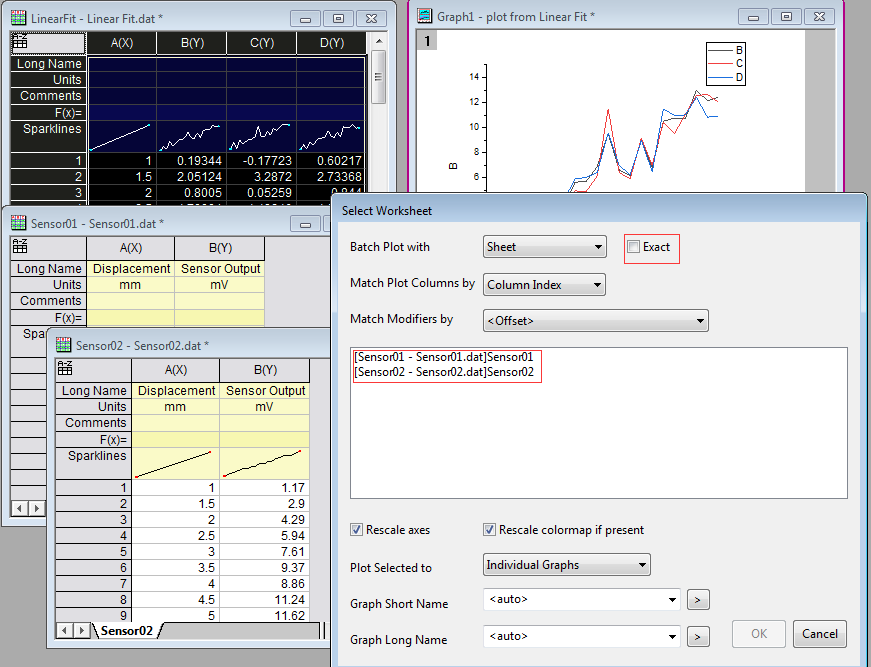 LinearFit - Linear Fit.dat *
A(X) B(Y) C(Y) D(Y)
Long Name
Units
Comments
F(x)=
Sparklines
1 1 0.19344 -0.17723 0.60217
2 1.5 2.05124 3.2872 2.73368
3 2 0.8005 0.05259
Graph1 - plot from Linear Fit *
1
B
C
D
14
12
10
8
6
B
Sensor01 - Sensor01.dat *
A(X) B(Y)
Long Name Displacement Sensor Output
Units mm mV
Comments
F(x)=
Spa
Sensor02 - Sensor02.dat *
A(X) B(Y)
Long Name Displacement Sensor Output
Units mm mV
Comments
F(x)=
Sparklines
1 1 1.17
2 1.5 2.9
3 2 4.29
4 2.5 5.94
5 3 7.61
6 3.5 9.37
7 4 8.86
8 4.5 11.24
9 5 11.62
Sensor02
Select Worksheet
Batch Plot with Sheet Exact
Match Plot Columns by Column Index
Match Modifiers by <Offset>
[Sensor01 - Sensor01.dat]Sensor01
[Sensor02 - Sensor02.dat]Sensor02
Rescale axes Rescale colormap if present
Plot Selected to Individual Graphs
Graph Short Name <auto> >
Graph Long Name <auto> >
OK Cancel